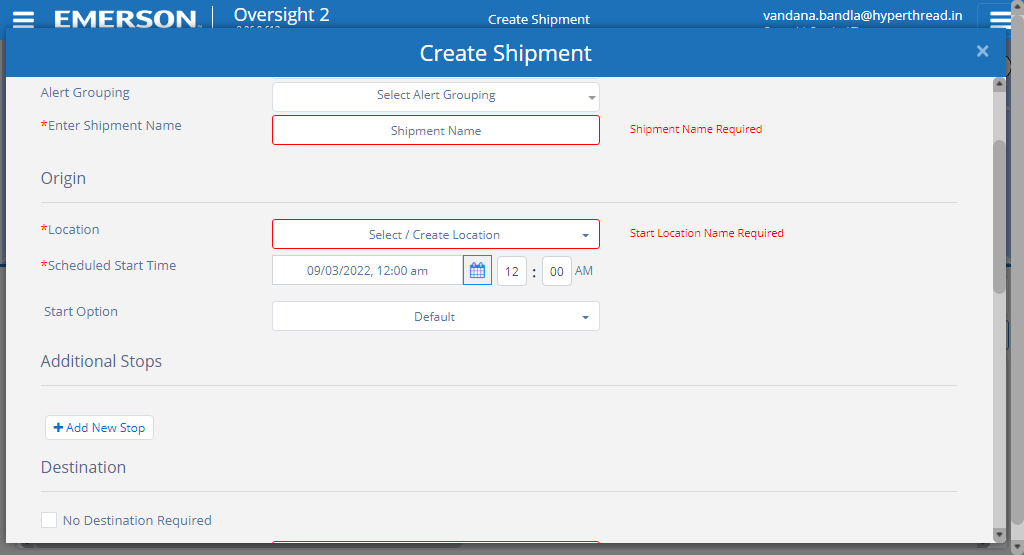 EMERSON
Oversight 2
Create Shipment
vandana.bandla@hyperthread.in
Create Shipment
×
Alert Grouping
Select Alert Grouping
*Enter Shipment Name
Shipment Name
Shipment Name Required
Origin
*Location
Select / Create Location
Start Location Name Required
*Scheduled Start Time
09/03/2022, 12:00 am
12 : 00 AM
Start Option
Default
Additional Stops
+ Add New Stop
Destination
No Destination Required